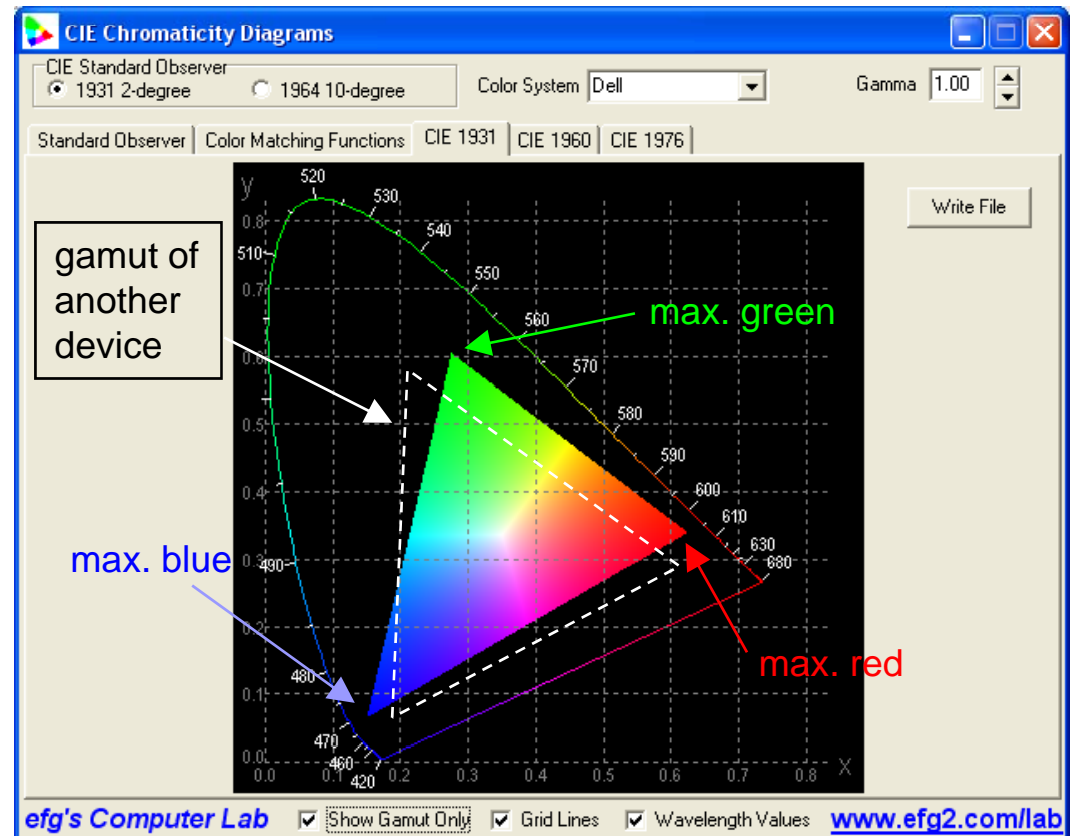 CIE Chromaticity Diagrams
CIE Standard Observer
1931 2-degree
1964 10-degree
Color System Dell
Gamma 1.00
Standard Observer
Color Matching Functions
CIE 1931
CIE 1960
CIE 1976
Write File
y
520
530
0.8
540
510
550
0.7
560
0.6
570
0.5
580
590
0.4
600
610
630
0.3
490
680
0.2
480
0.1
470
460
420
0.0
0.0
0.1
0.2
0.3
0.4
0.5
0.6
0.7
0.8
X
gamut of
another
device
max. green
max. blue
max. red
efg's Computer Lab
Show Gamut Only
Grid Lines
Wavelength Values
www.efg2.com/lab